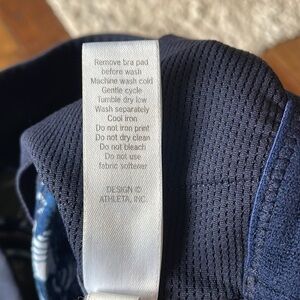 Remove bra pad
before wash
Machine wash cold
Gentle cycle
Tumble dry low
Wash separately
Cool iron
Do not iron print
Do not dry clean
Do not bleach
Do not use
fabric softener
DESIGN ©
ATHLETA, INC.